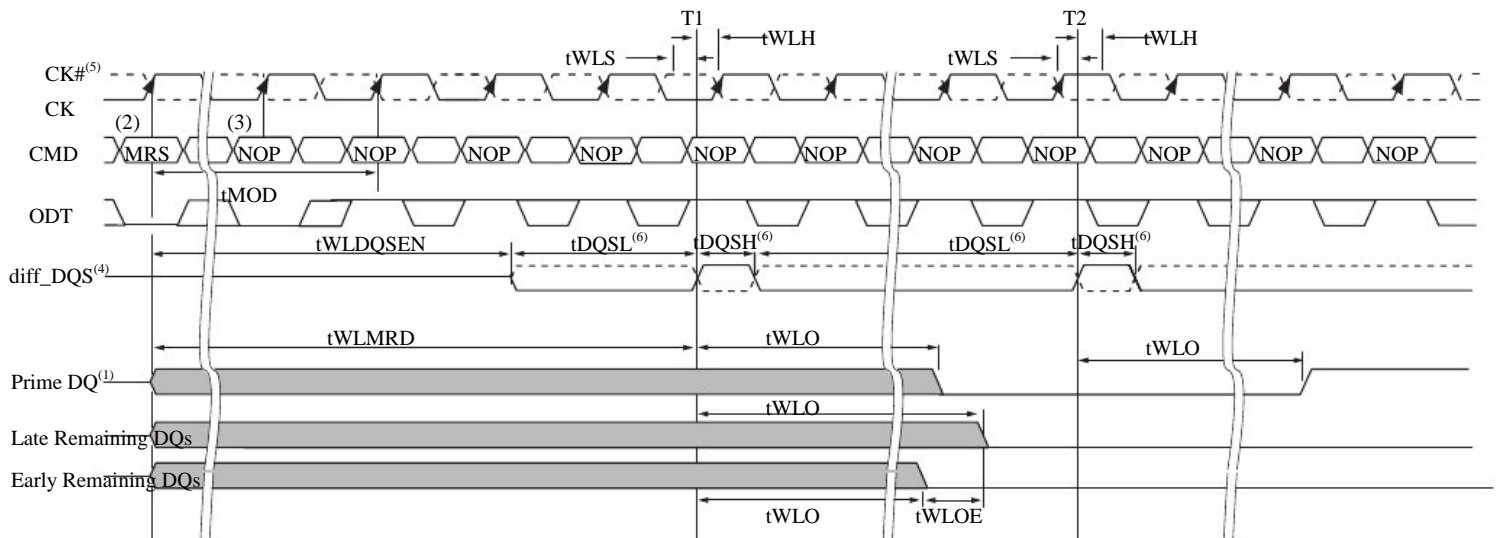 T1 T2
tWLH tWLH
tWLS tWLS
CK#(5)
CK
(2) (3)
CMD MRS NOP NOP NOP NOP NOP NOP NOP NOP NOP NOP NOP
tMOD
ODT
tWLDQSEN tDQSL(6) tDQSH(6) tDQSL(6) tDQSH(6)
diff_DQS(4)
tWLMRD tWLO
tWLO
Prime DQ(1)
tWLO
Late Remaining DQs
Early Remaining DQs
tWLO tWLOE